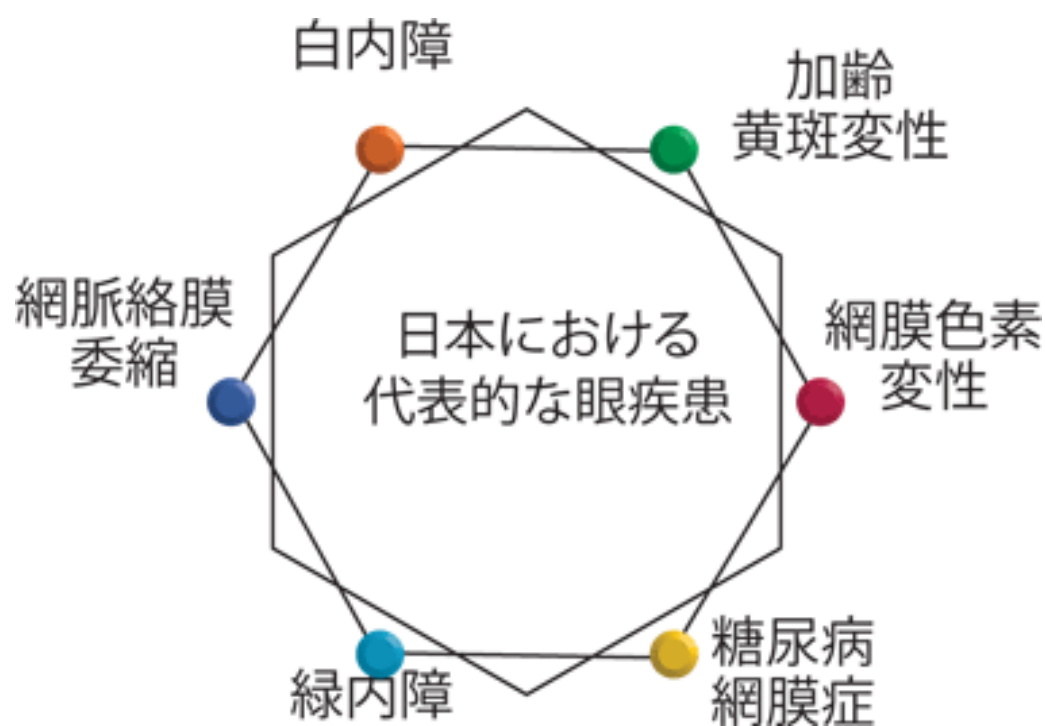 白内障
加齢
黄斑変性
網脈絡膜
委縮
日本における
代表的な眼疾患
網膜色素
変性
緑内障
糖尿病
網膜症